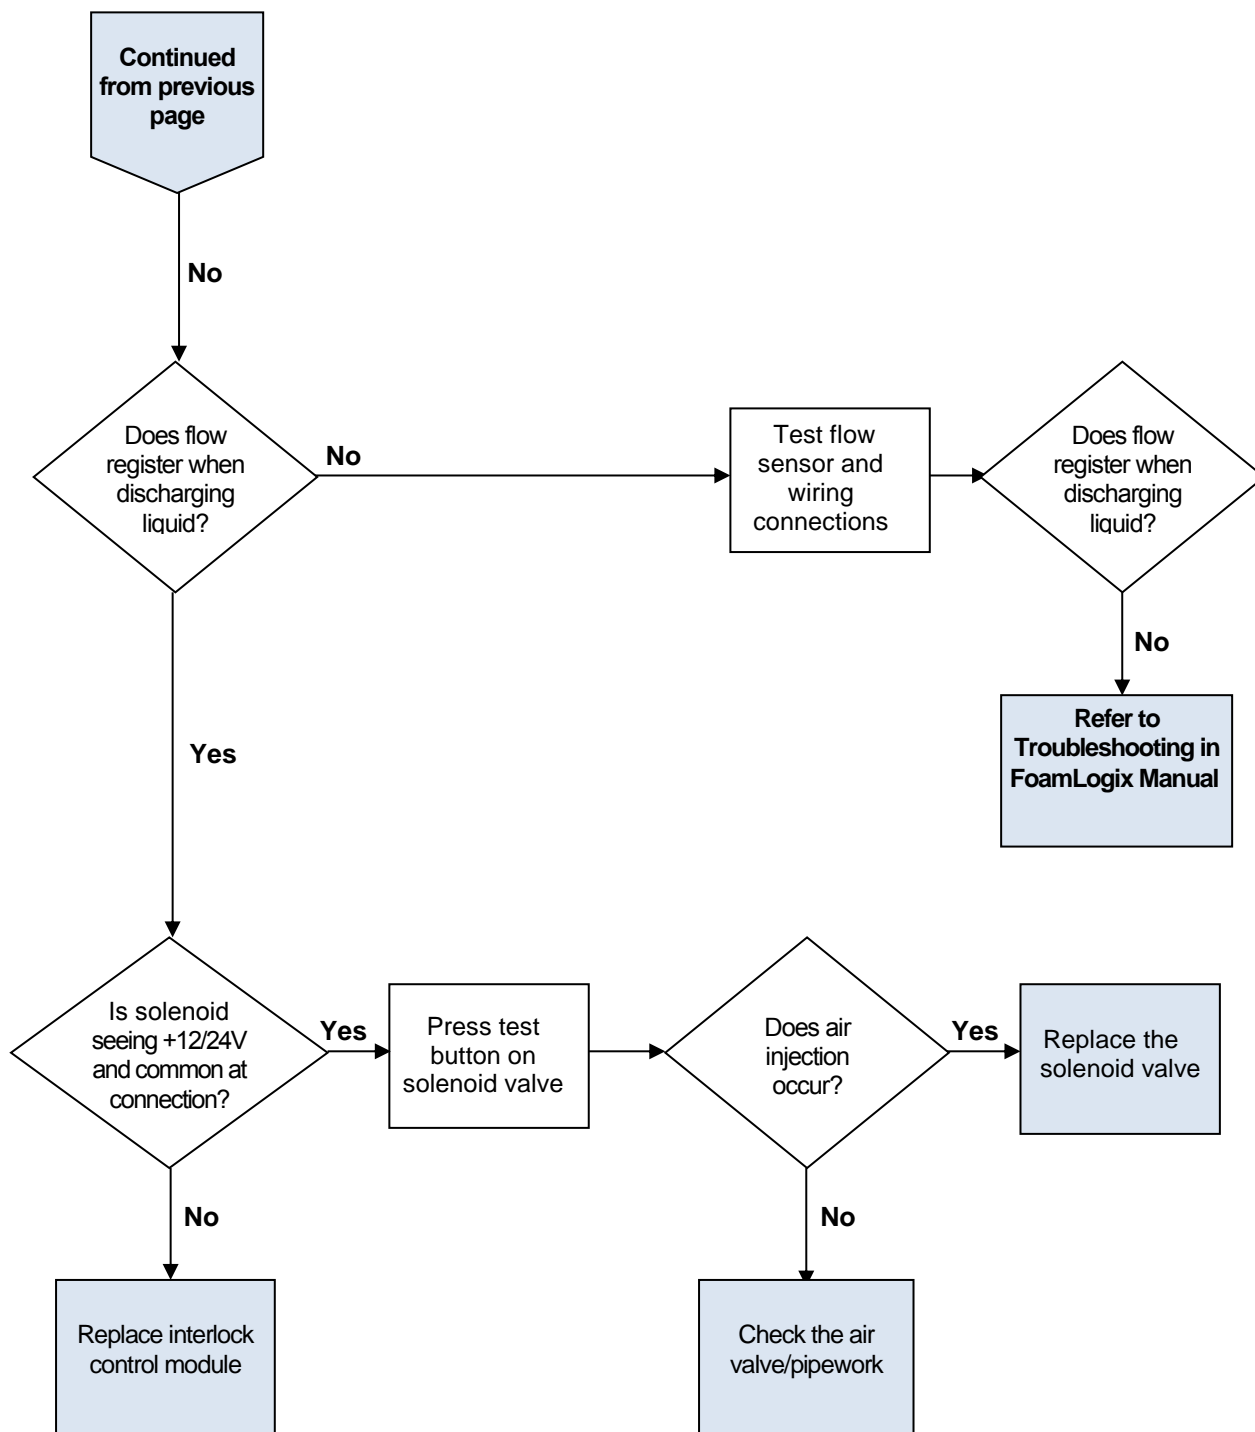 Continued
from previous
page
No
Does flow
register when
discharging
liquid?
No
Test flow
sensor and
wiring
connections
Does flow
register when
discharging
liquid?
No
Refer to
Troubleshooting in
FoamLogix Manual
Yes
Is solenoid
seeing +12/24V
and common at
connection?
Yes
Press test
button on
solenoid valve
Does air
injection
occur?
Yes
Replace the
solenoid valve
No
Replace interlock
control module
No
Check the air
valve/pipework